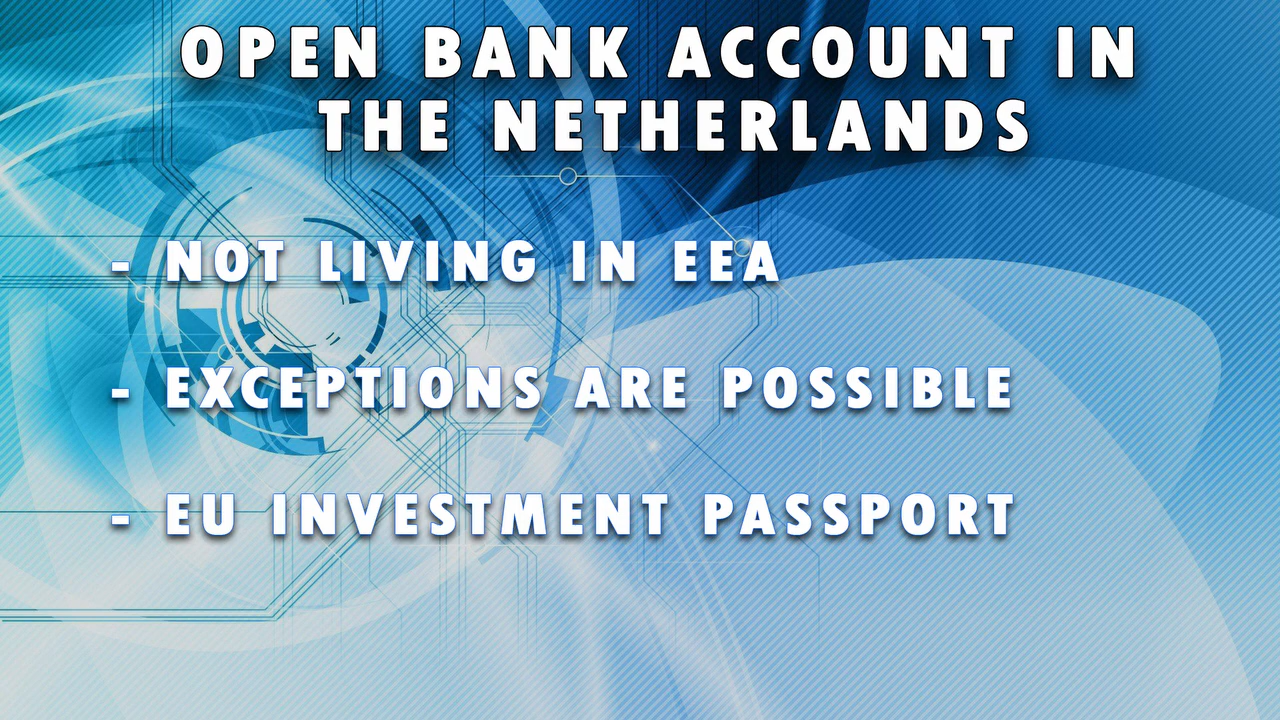 OPEN BANK ACCOUNT IN
THE NETHERLANDS
- NOT LIVING IN EEA
- EXCEPTIONS ARE POSSIBLE
- EU INVESTMENT PASSPORT